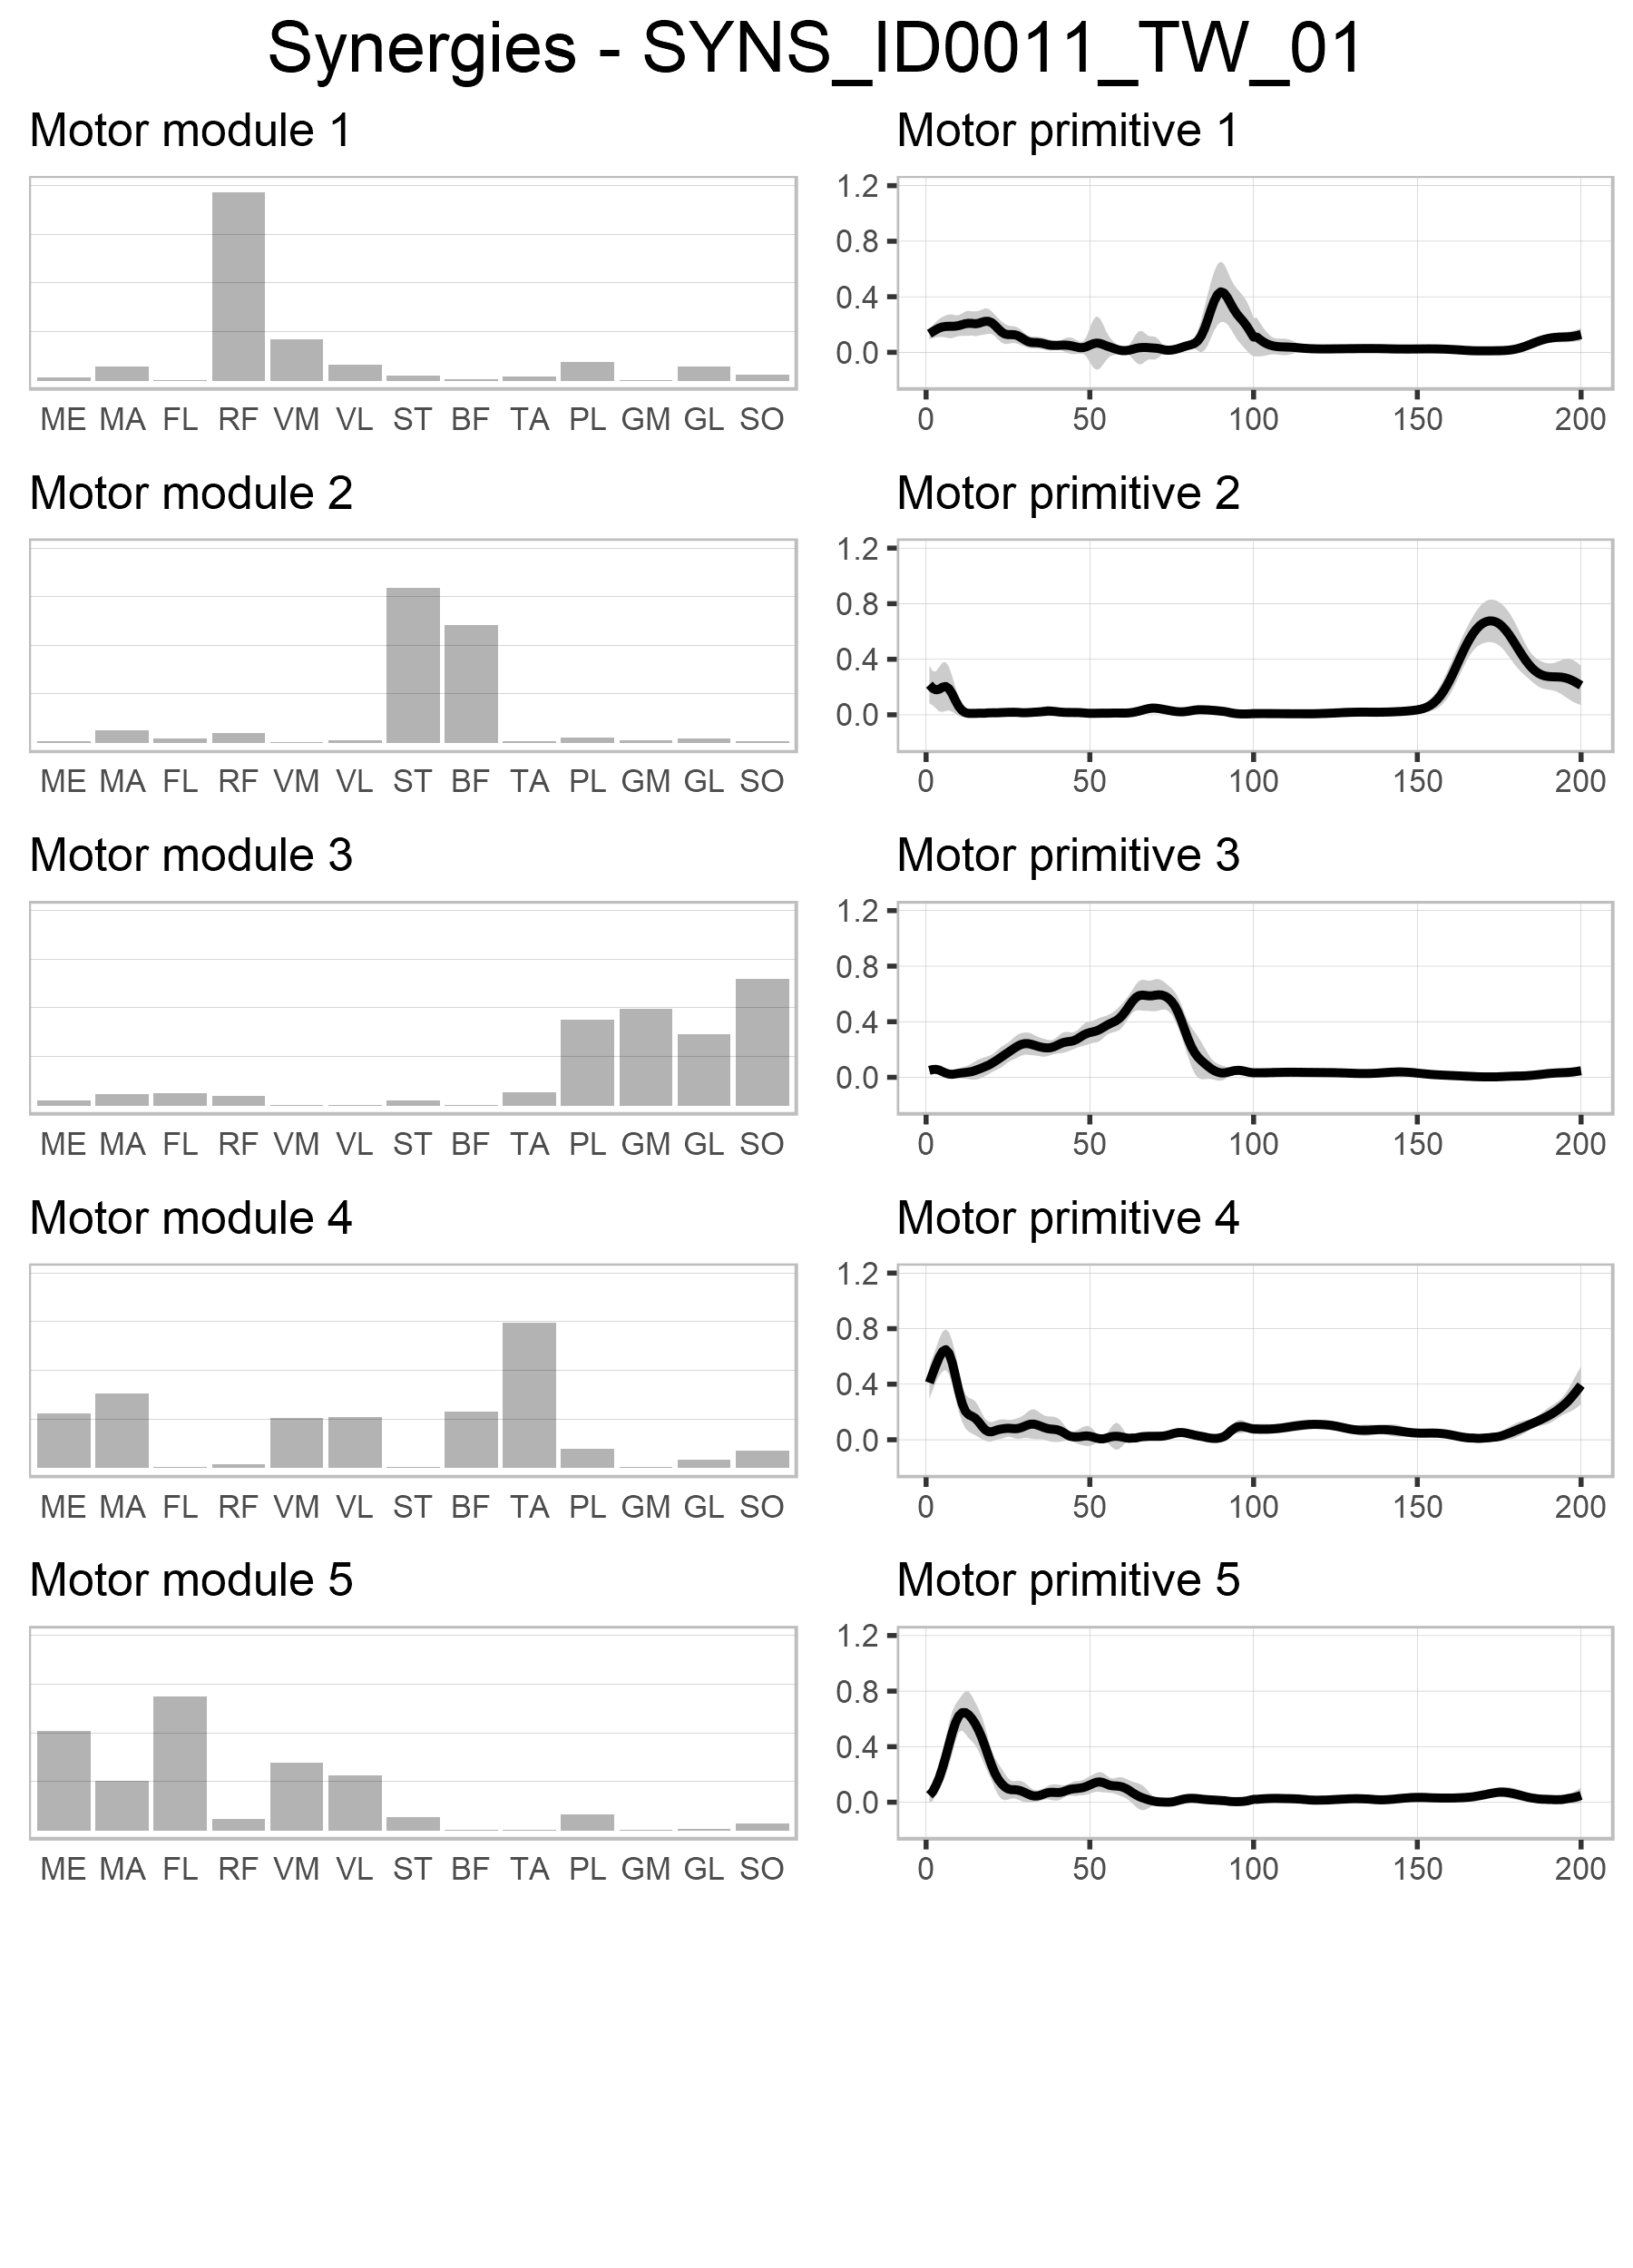 Synergies - SYNS_ID0011_TW_01
Motor module 1
Motor primitive 1
1.2
0.8
0.4
0.0
ME MA FL RF VM VL ST BF TA PL GM GL SO
0 50 100 150 200
Motor module 2
Motor primitive 2
1.2
0.8
0.4
0.0
ME MA FL RF VM VL ST BF TA PL GM GL SO
0 50 100 150 200
Motor module 3
Motor primitive 3
1.2
0.8
0.4
0.0
ME MA FL RF VM VL ST BF TA PL GM GL SO
0 50 100 150 200
Motor module 4
Motor primitive 4
1.2
0.8
0.4
0.0
ME MA FL RF VM VL ST BF TA PL GM GL SO
0 50 100 150 200
Motor module 5
Motor primitive 5
1.2
0.8
0.4
0.0
ME MA FL RF VM VL ST BF TA PL GM GL SO
0 50 100 150 200